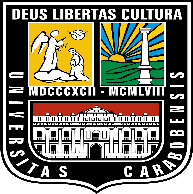 DEUS LIBERTAS CULTURA
MDCCCXCII - MCMLVIII
UNIVERSITAS CARABOBENSIS